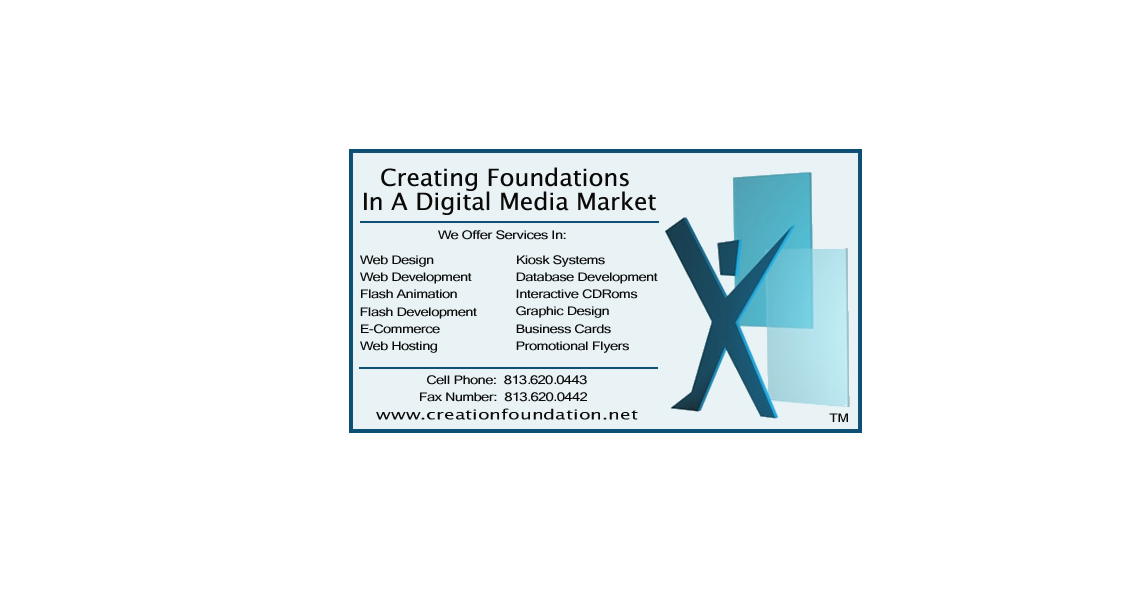 Creating Foundations
In A Digital Media Market
We Offer Services In:
Web Design
Web Development
Flash Animation
Flash Development
E-Commerce
Web Hosting
Kiosk Systems
Database Development
Interactive CDRoms
Graphic Design
Business Cards
Promotional Flyers
Cell Phone: 813.620.0443
Fax Number: 813.620.0442
www.creationfoundation.net
TM